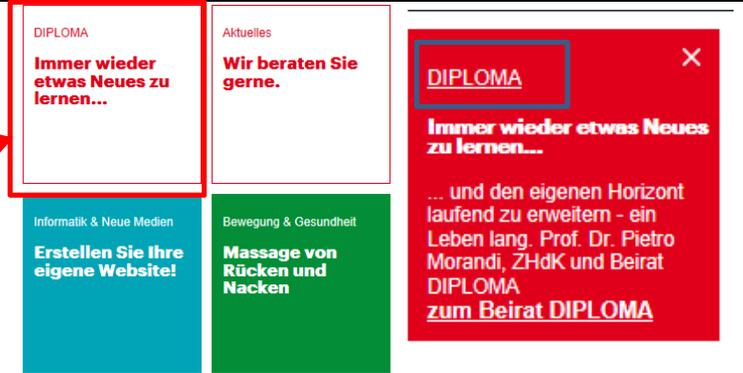 DIPLOMA
Immer wieder
etwas Neues zu
lernen...
Aktuelles
Wir beraten Sie
gerne.
Informatik & Neue Medien
Erstellen Sie Ihre
eigene Website!
Bewegung & Gesundheit
Massage von
Rücken und
Nacken
DIPLOMA
Immer wieder etwas Neues
zu lernen...
... und den eigenen Horizont
laufend zu erweitern - ein
Leben lang. Prof. Dr. Pietro
Morandi, ZHdK und Beirat
DIPLOMA
zum Beirat DIPLOMA